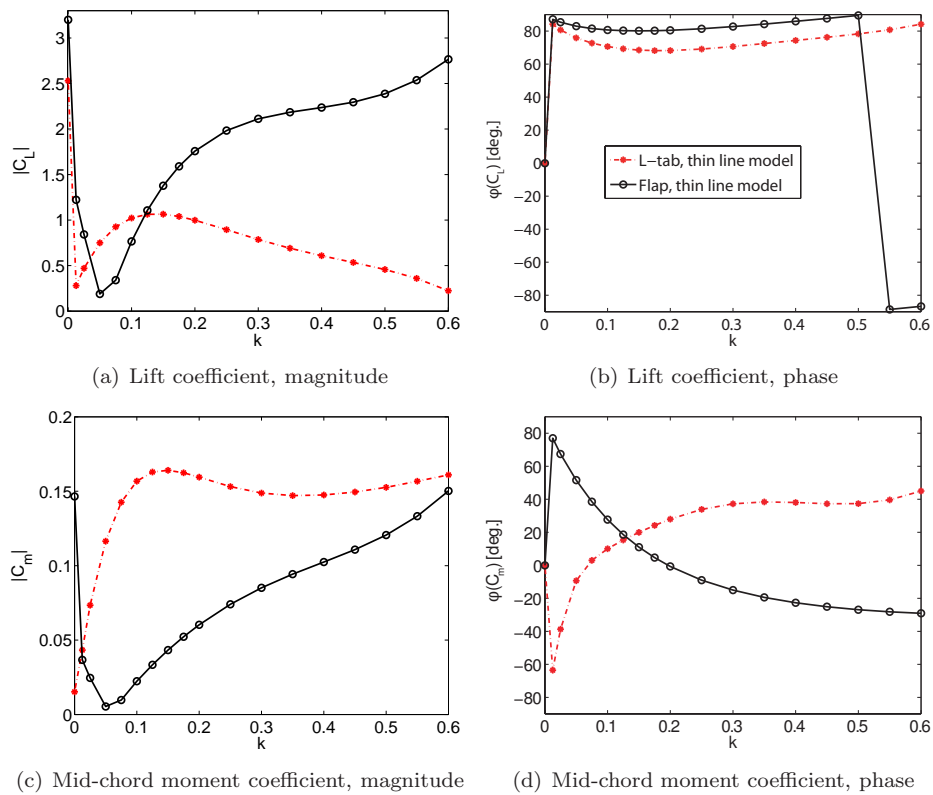 3
2.5
2
1.5
1
0.5
0
|C_L|
0 0.1 0.2 0.3 0.4 0.5 0.6
k
(a) Lift coefficient, magnitude
80
60
40
20
0
−20
−40
−60
−80
φ(C_L) [deg.]
L−tab, thin line model
Flap, thin line model
0 0.1 0.2 0.3 0.4 0.5 0.6
k
(b) Lift coefficient, phase
0.2
0.15
0.1
0.05
0
|C_m|
0 0.1 0.2 0.3 0.4 0.5 0.6
k
(c) Mid-chord moment coefficient, magnitude
80
60
40
20
0
−20
−40
−60
−80
φ(C_m) [deg.]
0 0.1 0.2 0.3 0.4 0.5 0.6
k
(d) Mid-chord moment coefficient, phase